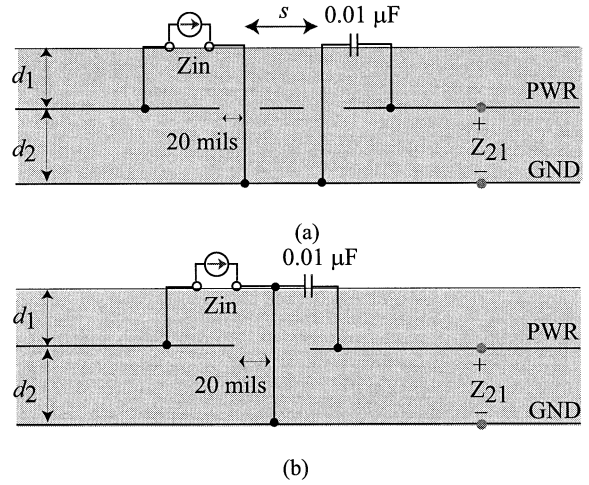 s
0.01 μF
Zin
d1
PWR
20 mils
+
Z21
−
d2
GND
(a)
0.01 μF
Zin
d1
PWR
20 mils
+
Z21
−
d2
GND
(b)